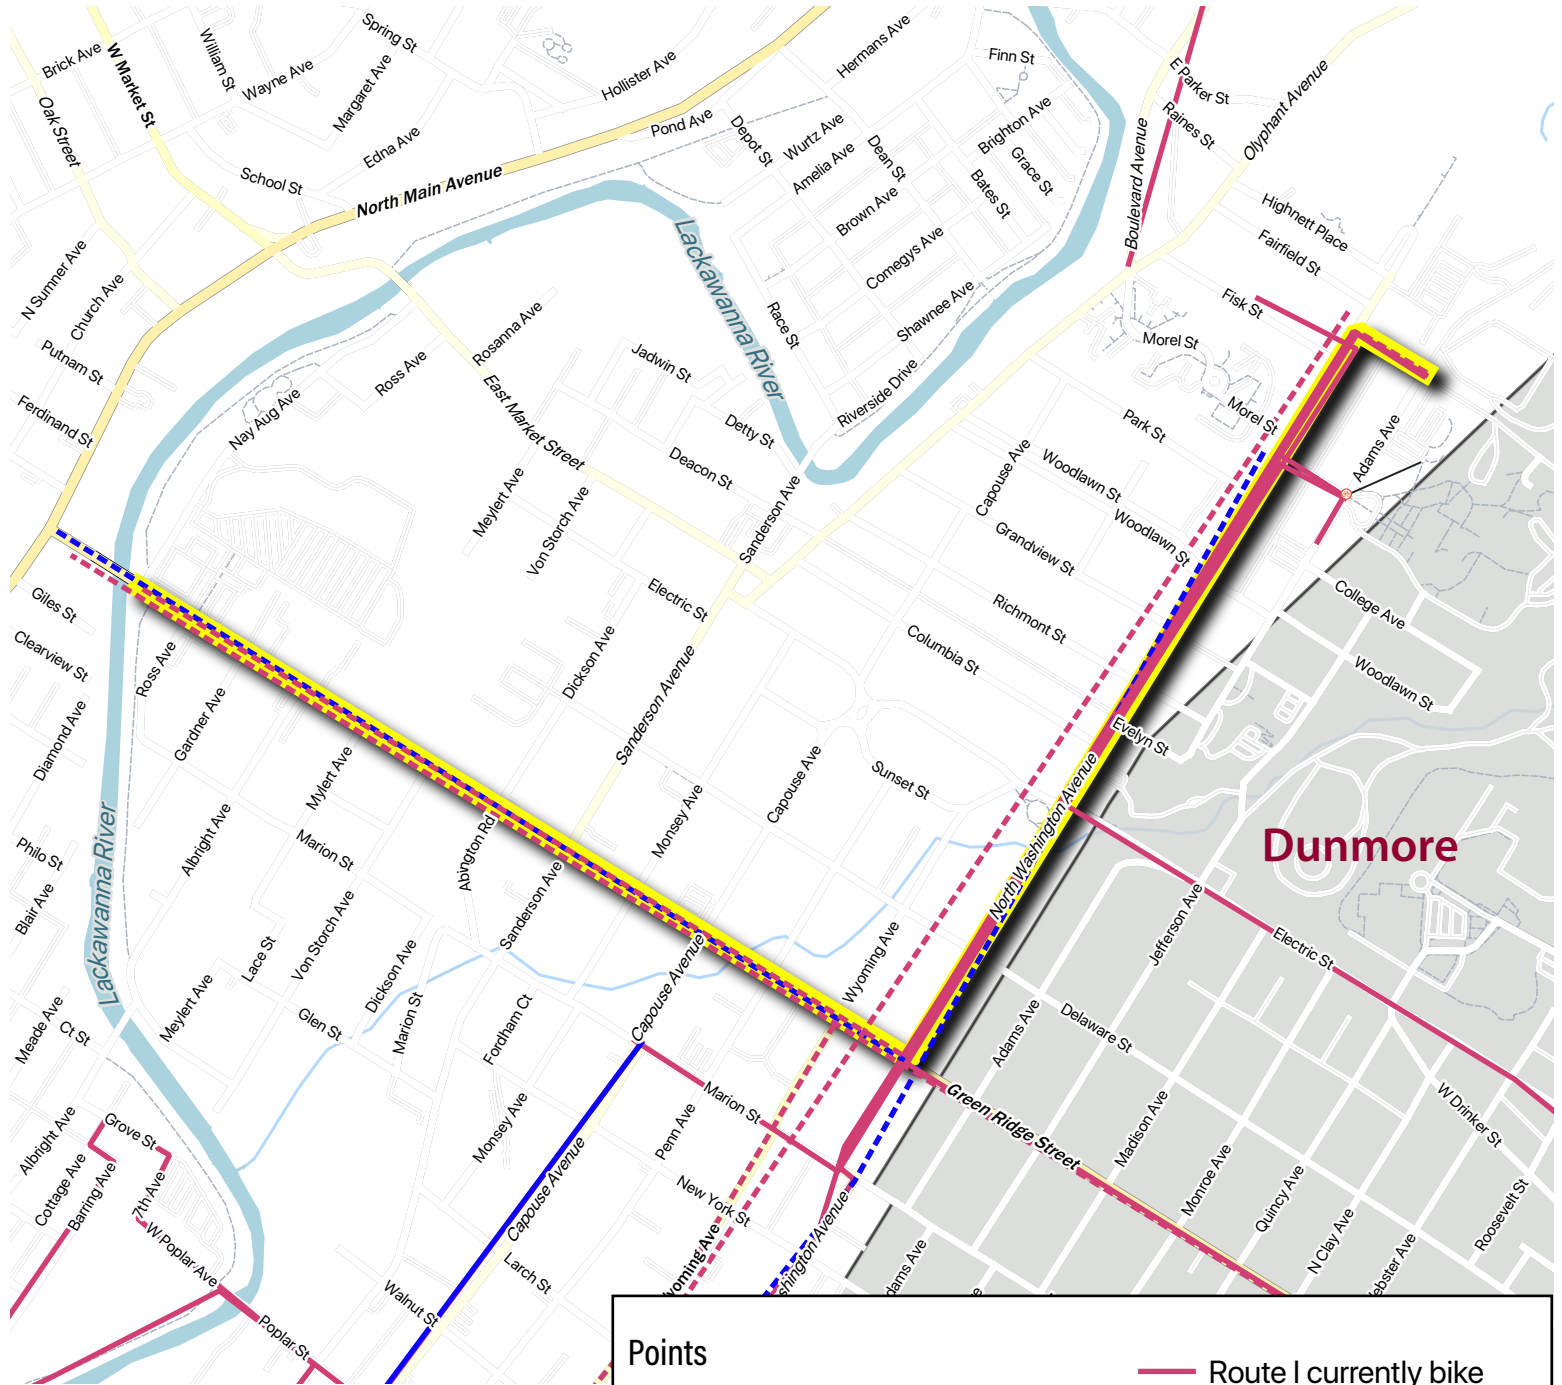 Spring St
Hermans Ave
Brick Ave
William St
W Market St
Wayne Ave
Margaret Ave
Hollister Ave
Finn St
E Parker St
Olyphant Avenue
Oak Street
Edna Ave
Pond Ave
Depot St
Wurtz Ave
Amelia Ave
Dean St
Brighton Ave
Grace St
Raines St
Boulevard Avenue
School St
North Main Avenue
Brown Ave
Bates St
Highnett Place
Fairfield St
N Sumner Ave
Church Ave
Lackawanna River
Comegys Ave
Shawnee Ave
Race St
Fisk St
Putnam St
Rosanna Ave
Ross Ave
Jadwin St
Morel St
Riverside Drive
Ferdinand St
Nay Aug Ave
East Market Street
Detty St
Deacon St
Park St
Morel St
Adams Ave
Meylert Ave
Von Storch Ave
Sanderson Ave
Capouse Ave
Woodlawn St
Woodlawn St
Grandview St
Giles St
Electric St
Richmont St
College Ave
Clearview St
Ross Ave
Dickson Ave
Columbia St
Woodlawn St
Diamond Ave
Gardner Ave
Sanderson Avenue
Evelyn St
Mylert Ave
Capouse Ave
Sunset St
North Washington Avenue
Dunmore
Lackawanna River
Philo St
Albright Ave
Marion St
Abington Rd
Monsey Ave
Blair Ave
Sanderson Ave
Jefferson Ave
Electric St
Lace St
Von Storch Ave
Dickson Ave
Capouse Avenue
Wyoming Ave
Meade Ave
Ct St
Meylert Ave
Glen St
Marion St
Fordham Ct
Adams Ave
Delaware St
Albright Ave
Grove St
Monsey Ave
Penn Ave
Marion St
Green Ridge Street
Madison Ave
W Drinker St
Cottage Ave
Barring Ave
7th Ave
W Poplar Ave
Capouse Avenue
New York St
Monroe Ave
Quincy Ave
N Clay Ave
Roosevelt St
Larch St
Walnut St
Poplar St
yoming Ave
shington Avenue
dams Ave
ebster Ave
Points
Route I currently bike